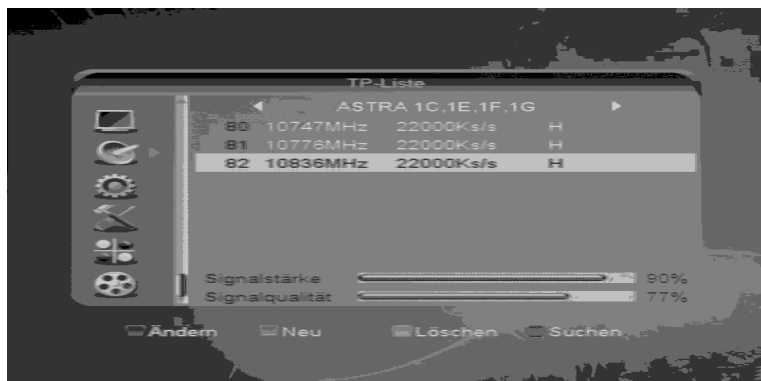 TP-Liste
ASTRA 1C,1E,1F,1G
80 10747MHz 22000Ks/s H
81 10776MHz 22000Ks/s H
82 10836MHz 22000Ks/s H
Signalstärke 90%
Signalqualität 77%
Ändern Neu Löschen Suchen